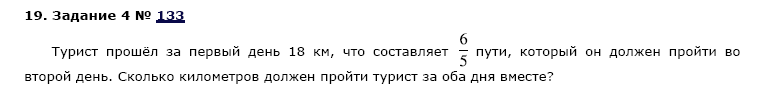 19. Задание 4 № 133
Турист прошёл за первый день 18 км, что составляет 6/5 пути, который он должен пройти во
второй день. Сколько километров должен пройти турист за оба дня вместе?